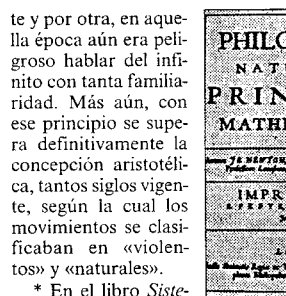 te y por otra, en aque-
lla época aún era peli-
groso hablar del infi-
nito con tanta familia-
ridad. Más aún, con
ese principio se supe-
ra definitivamente la
concepción aristotéli-
ca, tantos siglos vigen-
te, según la cual los
movimientos se clasi-
ficaban en «violen-
tos» y «naturales».
* En el libro Siste-
PHILO
NAT
PRIN
MATH
IMPR